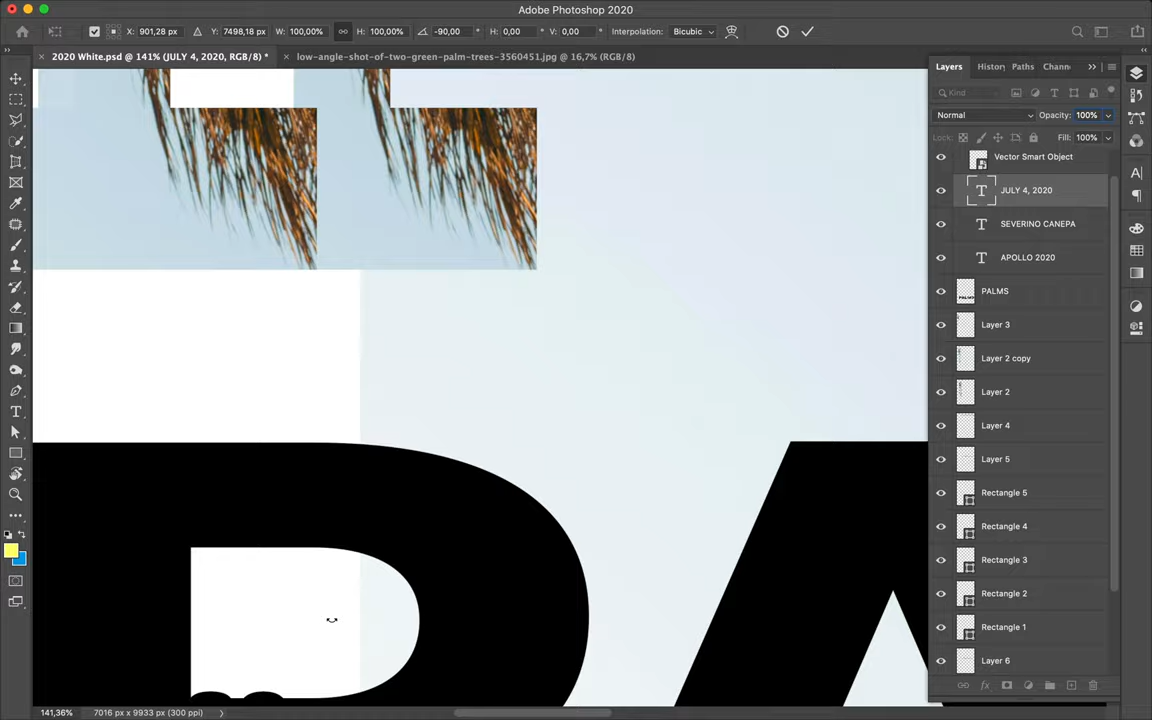 Adobe Photoshop 2020
X: 901,28 px Y: 7498,18 px W: 100,00% H: 100,00% -90,00 ° H: 0,00 ° V: 0,00 ° Interpolation: Bicubic
2020 White.psd @ 141% (JULY 4, 2020, RGB/8) * low-angle-shot-of-two-green-palm-trees-3560451.jpg @ 16,7% (RGB/8)
Layers History Paths Chann
Kind
Normal Opacity: 100%
Lock: Fill: 100%
Vector Smart Object
JULY 4, 2020
SEVERINO CANEPA
APOLLO 2020
PALMS
Layer 3
Layer 2 copy
Layer 2
Layer 4
Layer 5
Rectangle 5
Rectangle 4
Rectangle 3
Rectangle 2
Rectangle 1
Layer 6
PA
141,36% 7016 px x 9933 px (300 ppi)